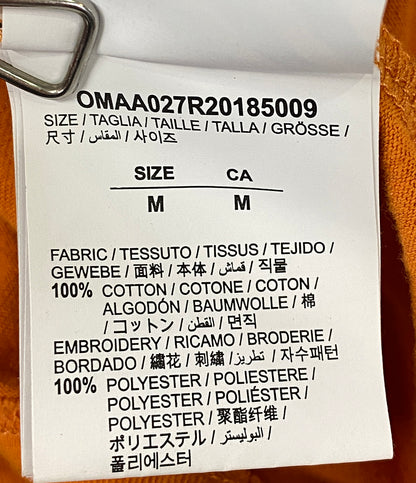 OMAA027R20185009
SIZE / TAGLIA / TAILLE / TALLA / GRÖSSE /
尺寸 / المقاس / 사이즈
SIZE CA
M M
FABRIC / TESSUTO / TISSUS / TEJIDO /
GEWEBE / 面料 / 本体 / قماش / 직물
100% COTTON / COTONE / COTON /
ALGODÓN / BAUMWOLLE / 棉
/ コットン / القطن / 면직
EMBROIDERY / RICAMO / BRODERIE /
BORDADO / 繡花 / 刺繍 / تطريز / 자수패턴
100% POLYESTER / POLIESTERE /
POLYESTER / POLIÉSTER /
POLYESTER / 聚酯纤维 /
ポリエステル / البوليستر /
폴리에스터